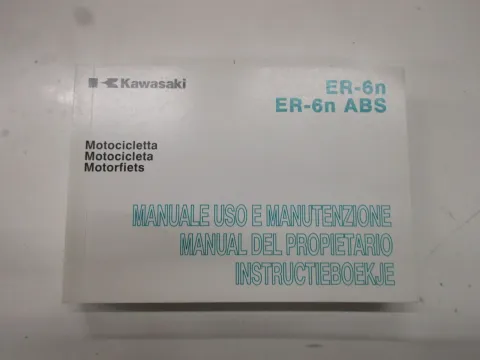 Kawasaki
ER-6n
ER-6n ABS
Motocicletta
Motocicleta
Motorfiets
MANUALE USO E MANUTENZIONE
MANUAL DEL PROPIETARIO
INSTRUCTIEBOEKJE